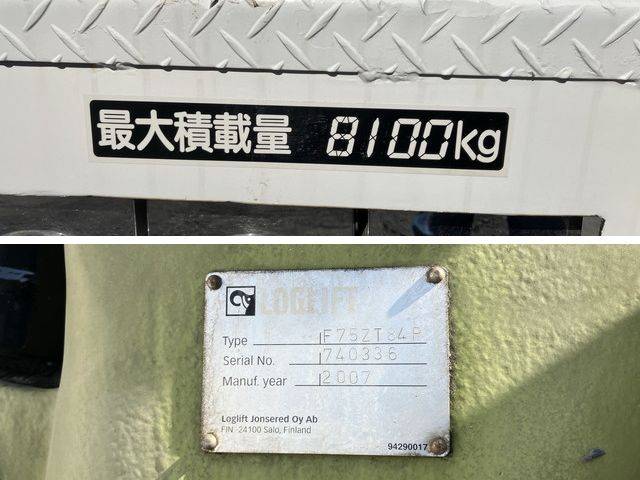 最大積載量 8100kg
LOGLIFT
Type F75ZT84P
Serial No. 740336
Manuf. year 2007
Loglift Jonsered Oy Ab
FIN-24100 Salo, Finland
94290017